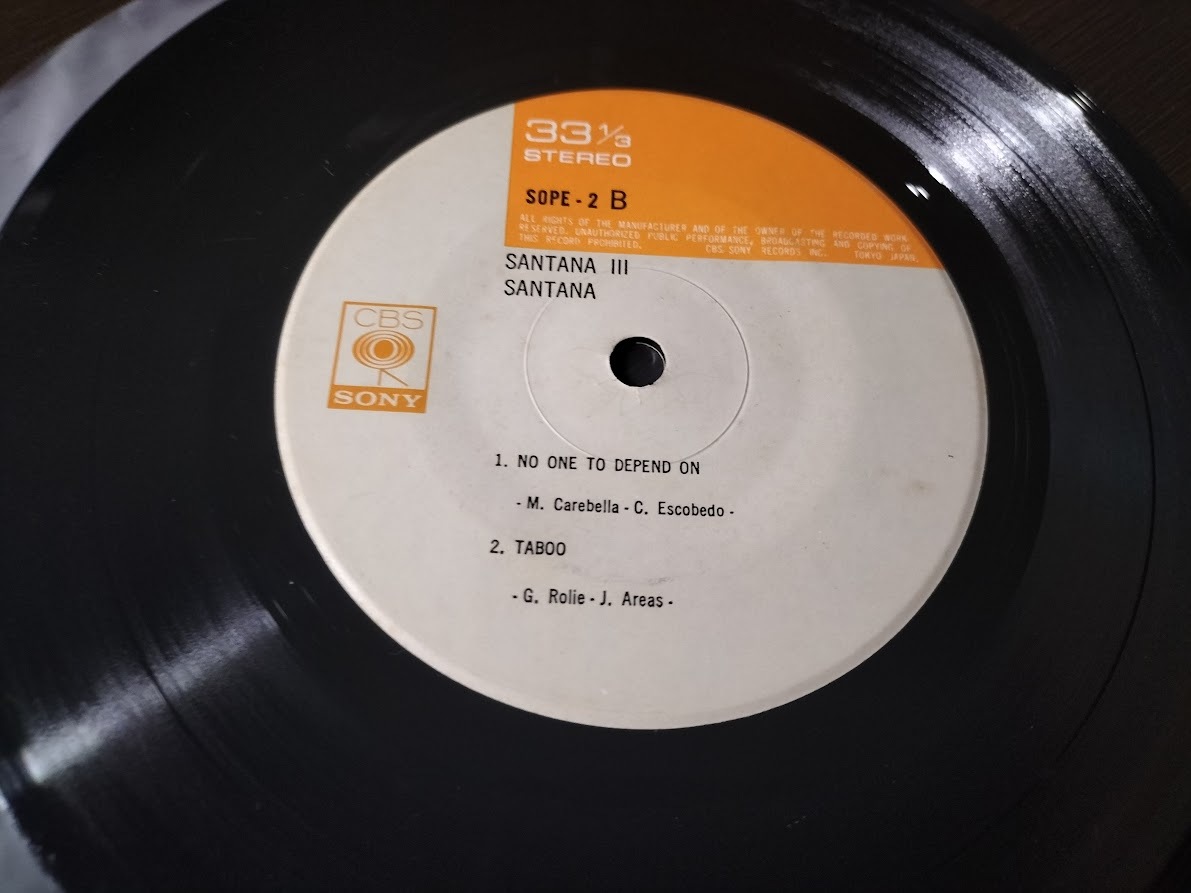 33 1/3
STEREO
SOPE - 2 B
ALL RIGHTS OF THE MANUFACTURER AND OF THE OWNER OF THE RECORDED WORK
RESERVED. UNAUTHORIZED PUBLIC PERFORMANCE, BROADCASTING AND COPYING OF
THIS RECORD PROHIBITED. CBS/SONY RECORDS INC. TOKYO JAPAN.
SANTANA III
SANTANA
CBS
SONY
1. NO ONE TO DEPEND ON
- M. Carebella - C. Escobedo -
2. TABOO
- G. Rolie - J. Areas -